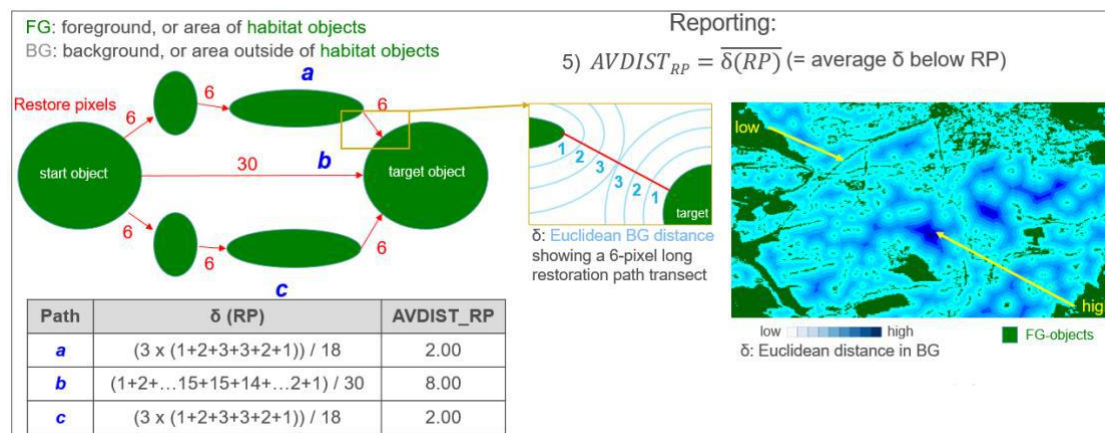 FG: foreground, or area of habitat objects
BG: background, or area outside of habitat objects
Reporting:
5) AVDIST_RP = δ(RP) (= average δ below RP)
a
Restore pixels
6
6
6
6
start object
30
b
target object
6
6
6
c
1
2
3
3
2
1
target
δ: Euclidean BG distance
showing a 6-pixel long
restoration path transect
low
high
low high
δ: Euclidean distance in BG
FG-objects
Path δ (RP) AVDIST_RP
a (3 x (1+2+3+3+2+1)) / 18 2.00
b (1+2+...15+15+14+...2+1) / 30 8.00
c (3 x (1+2+3+3+2+1)) / 18 2.00